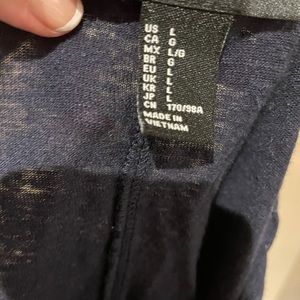 US L
CA G
MX L/G
BR G
EU L
UK L
KR L
JP L
CN 170/98A
MADE IN
VIETNAM